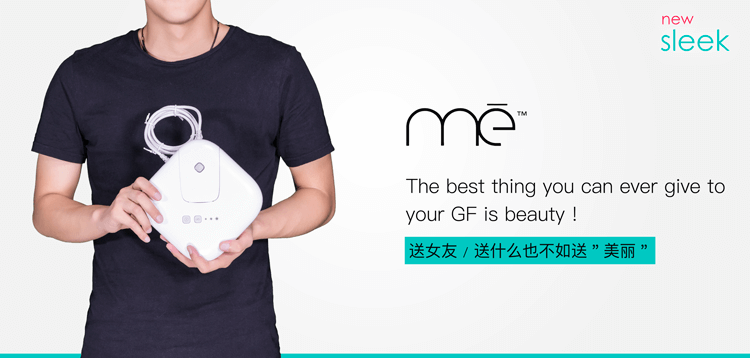 new
sleek
mē™
The best thing you can ever give to
your GF is beauty !
送女友 / 送什么也不如送 ” 美丽 ”